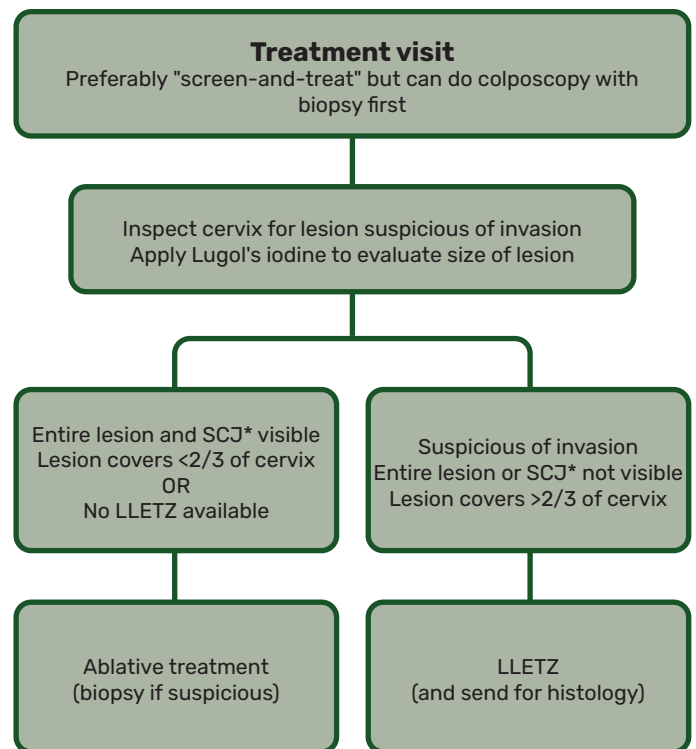 Treatment visit
Preferably "screen-and-treat" but can do colposcopy with
biopsy first
Inspect cervix for lesion suspicious of invasion
Apply Lugol's iodine to evaluate size of lesion
Entire lesion and SCJ* visible
Lesion covers <2/3 of cervix
OR
No LLETZ available
Suspicious of invasion
Entire lesion or SCJ* not visible
Lesion covers >2/3 of cervix
Ablative treatment
(biopsy if suspicious)
LLETZ
(and send for histology)